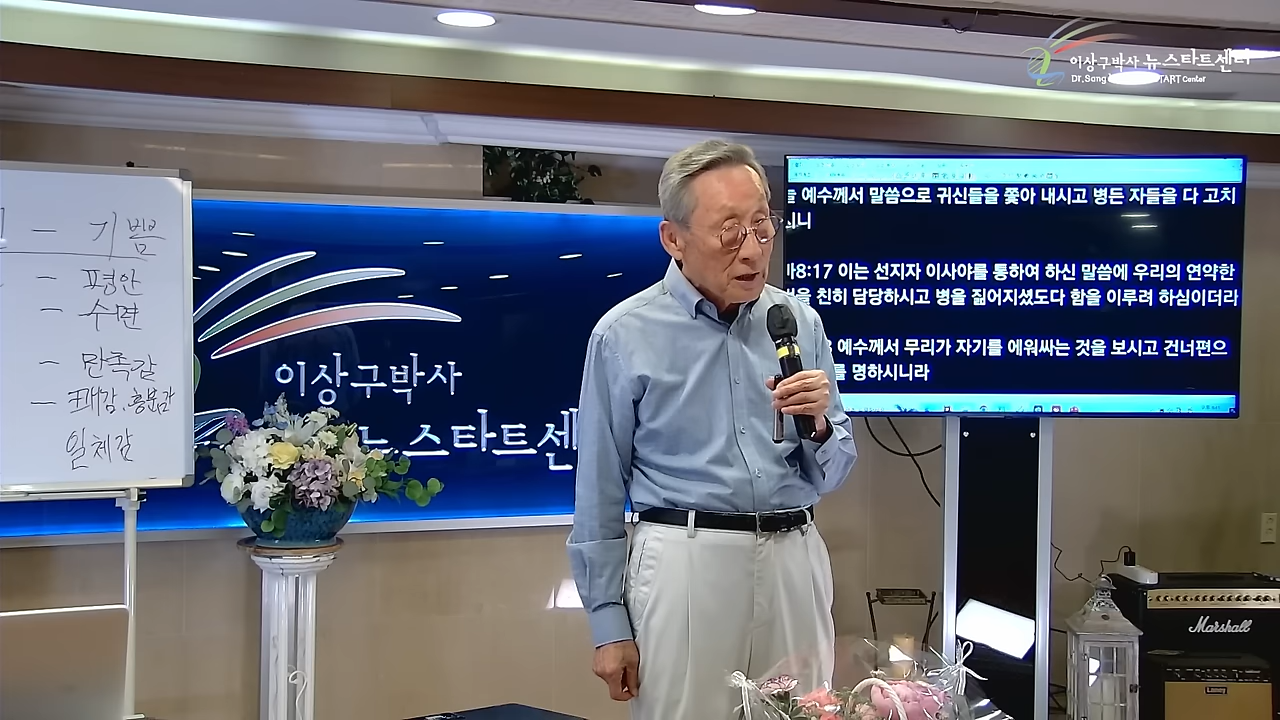 이상구박사 뉴스타트센터
Dr.Sang START Center
- 기쁨
- 평안
- 수면
- 만족감
- 쾌감, 흥분감
일체감
이상구박사
뉴스타트센
예수께서 말씀으로 귀신들을 쫓아 내시고 병든 자들을 다 고치
시니
마8:17 이는 선지자 이사야를 통하여 하신 말씀에 우리의 연약한
친히 담당하시고 병을 짊어지셨도다 함을 이루려 하심이더라
예수께서 무리가 자기를 에워싸는 것을 보시고 건너편으
를 명하시니라
Marshall
Laney